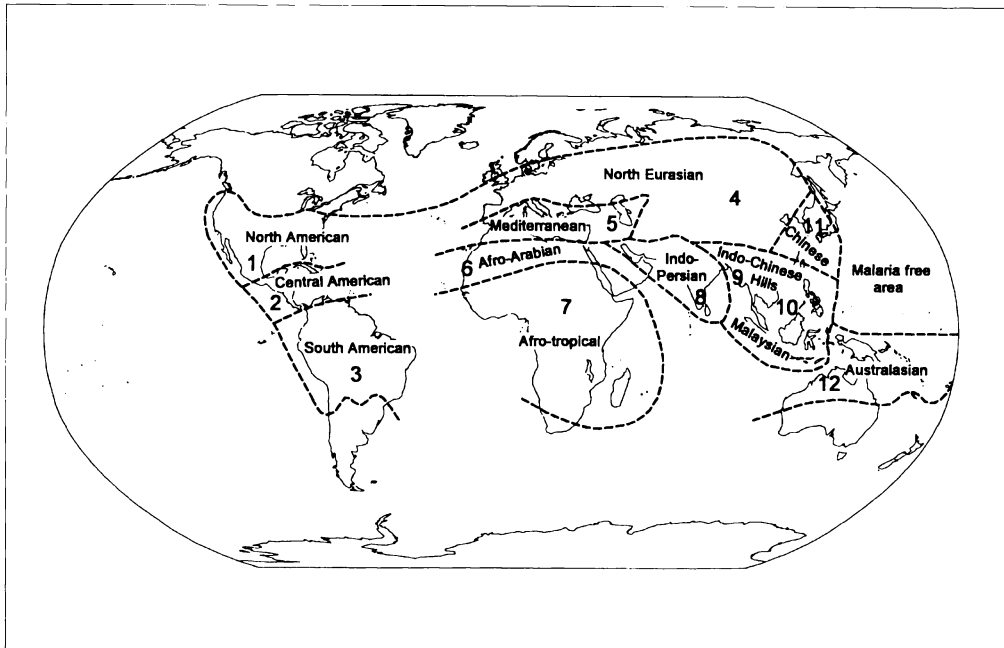 North Eurasian
4
Mediterranean
5
11
Chinese
North American
1
6
Afro-Arabian
Indo-
Persian
8
Indo-Chinese
Hills
9
Malaria free
area
Central American
2
7
10
Afro-tropical
Malaysian
South American
3
Australasian
12